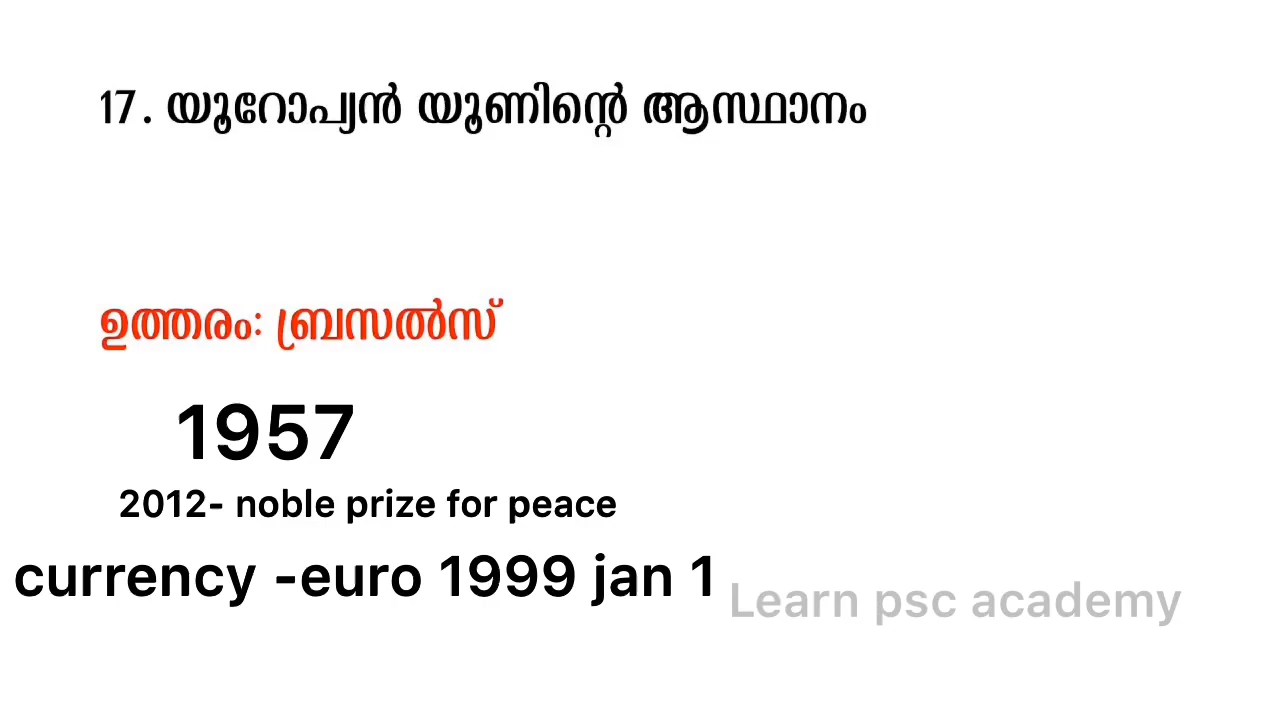 17. യൂറോപ്യൻ യൂണിന്റെ ആസ്ഥാനം
ഉത്തരം: ബ്രസൽസ്
1957
2012- noble prize for peace
currency -euro 1999 jan 1
Learn psc academy